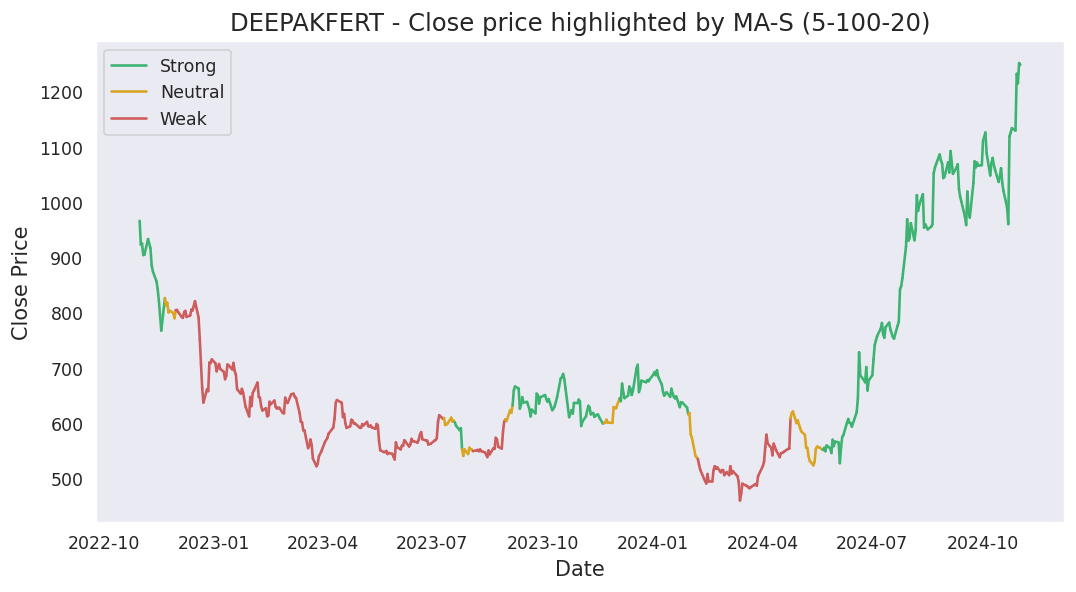 DEEPAKFERT - Close price highlighted by MA-S (5-100-20)
Strong
Neutral
Weak
1200
1100
1000
900
800
700
600
500
Close Price
2022-10 2023-01 2023-04 2023-07 2023-10 2024-01 2024-04 2024-07 2024-10
Date